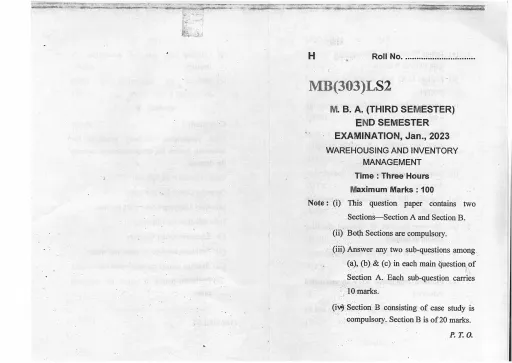 H Roll No. ............................
MB(303)LS2
M. B. A. (THIRD SEMESTER)
END SEMESTER
EXAMINATION, Jan., 2023
WAREHOUSING AND INVENTORY
MANAGEMENT
Time : Three Hours
Maximum Marks : 100
Note : (i) This question paper contains two
Sections—Section A and Section B.
(ii) Both Sections are compulsory.
(iii) Answer any two sub-questions among
(a), (b) & (c) in each main question of
Section A. Each sub-question carries
10 marks.
(iv) Section B consisting of case study is
compulsory. Section B is of 20 marks.
P. T. O.